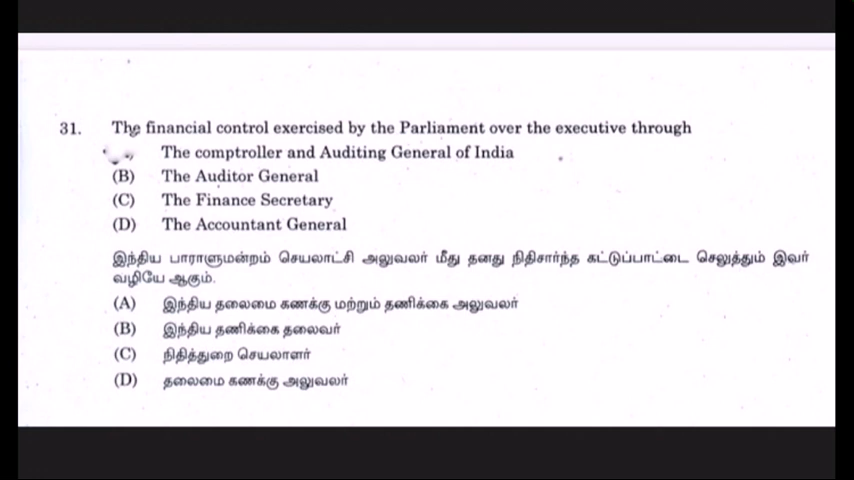 31. The financial control exercised by the Parliament over the executive through
The comptroller and Auditing General of India
(B) The Auditor General
(C) The Finance Secretary
(D) The Accountant General
இந்திய பாராளுமன்றம் செயலாட்சி அலுவலர் மீது தனது நிதிசார்ந்த கட்டுப்பாட்டை செலுத்தும் இவர்
வழியே ஆகும்.
(A) இந்திய தலைமை கணக்கு மற்றும் தணிக்கை அலுவலர்
(B) இந்திய தணிக்கை தலைவர்
(C) நிதித்துறை செயலாளர்
(D) தலைமை கணக்கு அலுவலர்